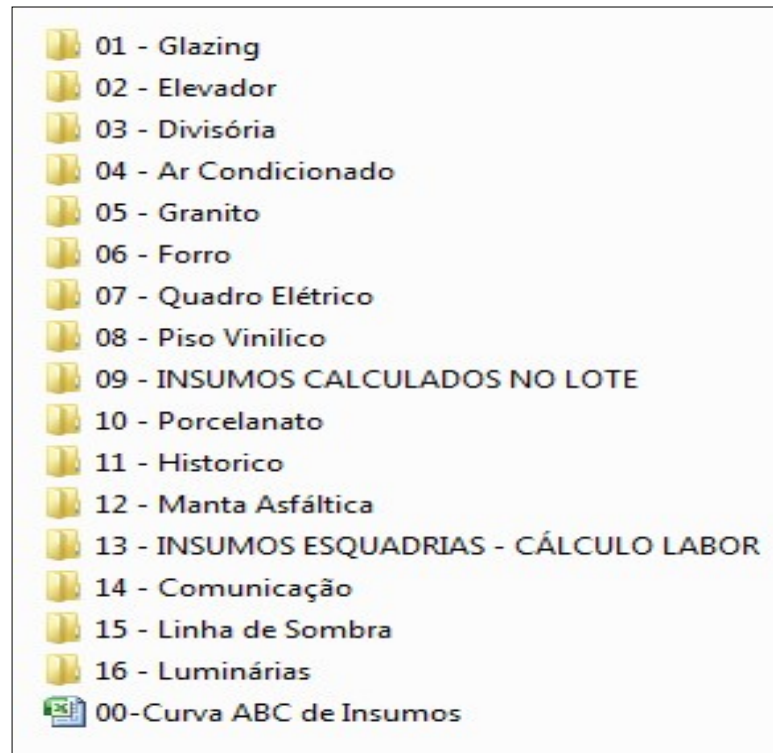 01 - Glazing
02 - Elevador
03 - Divisória
04 - Ar Condicionado
05 - Granito
06 - Forro
07 - Quadro Elétrico
08 - Piso Vinilico
09 - INSUMOS CALCULADOS NO LOTE
10 - Porcelanato
11 - Historico
12 - Manta Asfáltica
13 - INSUMOS ESQUADRIAS - CÁLCULO LABOR
14 - Comunicação
15 - Linha de Sombra
16 - Luminárias
00-Curva ABC de Insumos